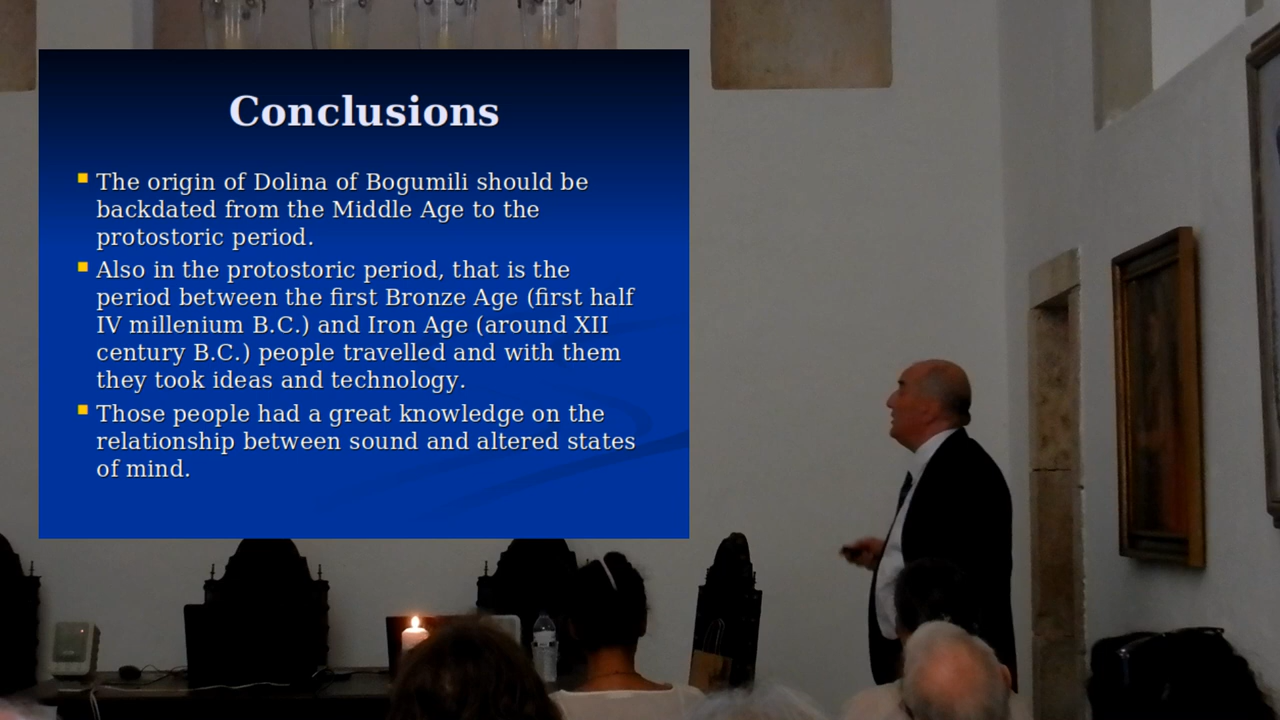 Conclusions
The origin of Dolina of Bogumili should be
backdated from the Middle Age to the
protostoric period.
Also in the protostoric period, that is the
period between the first Bronze Age (first half
IV millenium B.C.) and Iron Age (around XII
century B.C.) people travelled and with them
they took ideas and technology.
Those people had a great knowledge on the
relationship between sound and altered states
of mind.